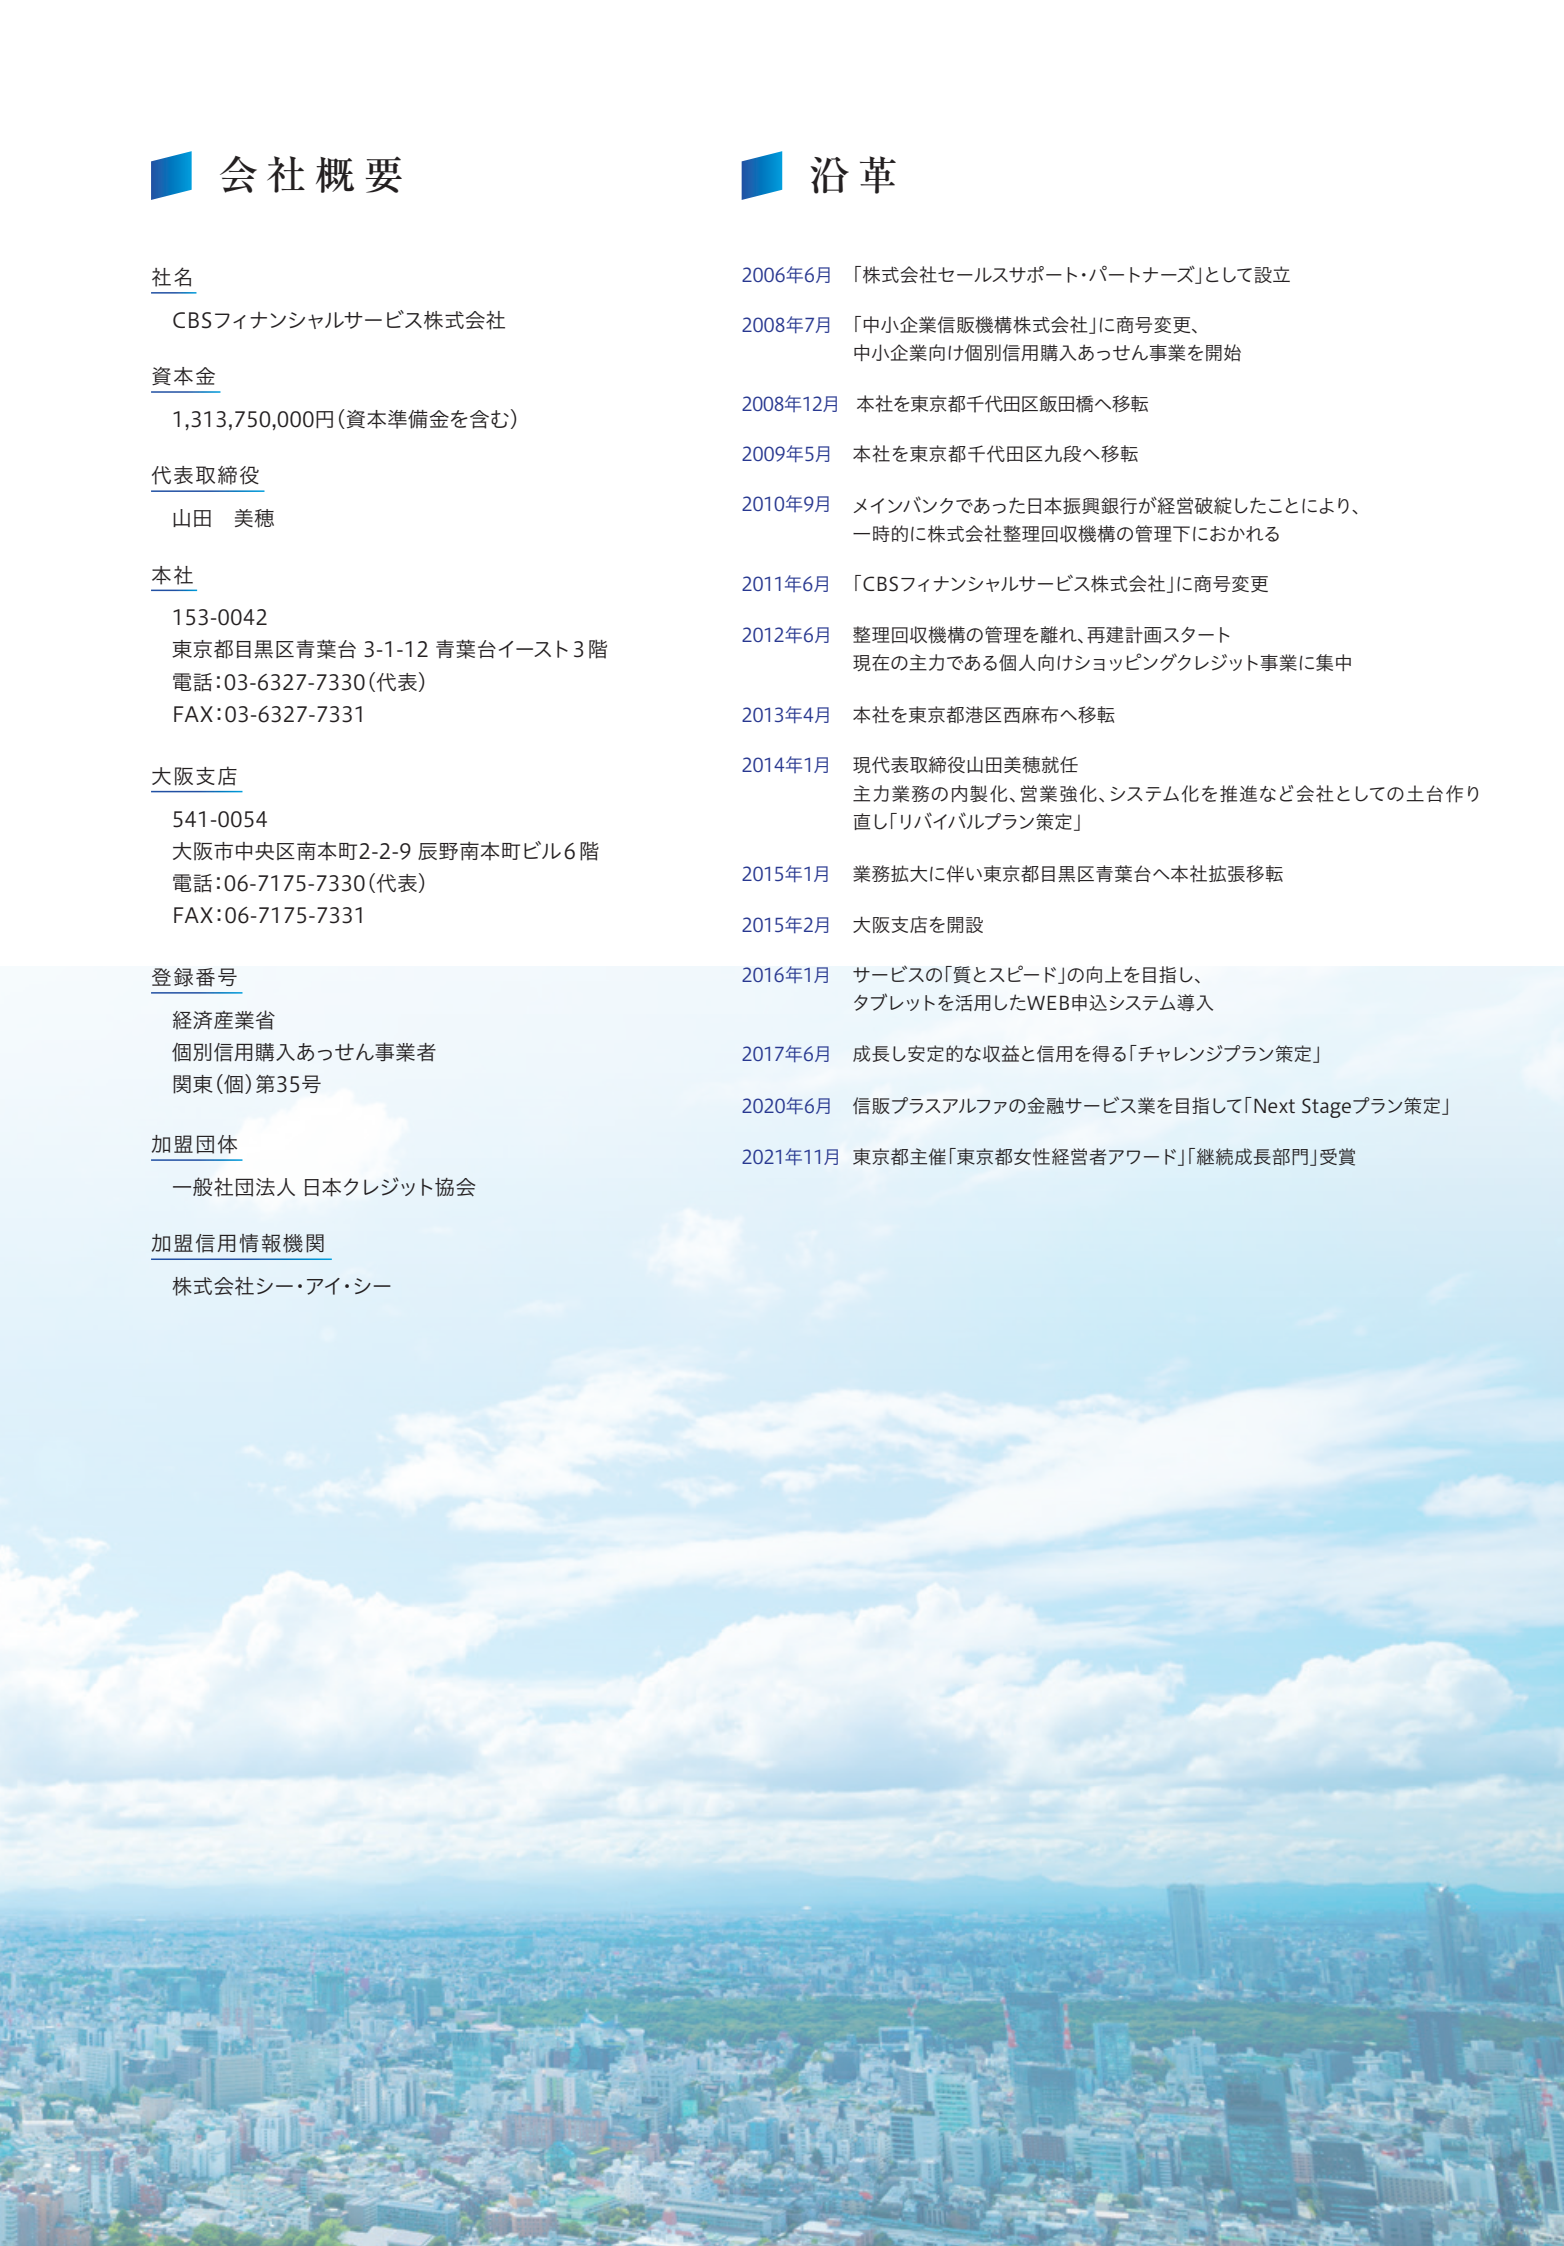 会社概要
社名
CBSフィナンシャルサービス株式会社
資本金
1,313,750,000円(資本準備金を含む)
代表取締役
山田　美穂
本社
153-0042
東京都目黒区青葉台 3-1-12 青葉台イースト3階
電話:03-6327-7330(代表)
FAX:03-6327-7331
大阪支店
541-0054
大阪市中央区南本町2-2-9 辰野南本町ビル6階
電話:06-7175-7330(代表)
FAX:06-7175-7331
登録番号
経済産業省
個別信用購入あっせん事業者
関東(個)第35号
加盟団体
一般社団法人 日本クレジット協会
加盟信用情報機関
株式会社シー・アイ・シー
沿革
2006年6月 「株式会社セールスサポート・パートナーズ」として設立
2008年7月 「中小企業信販機構株式会社」に商号変更、
中小企業向け個別信用購入あっせん事業を開始
2008年12月 本社を東京都千代田区飯田橋へ移転
2009年5月 本社を東京都千代田区九段へ移転
2010年9月 メインバンクであった日本振興銀行が経営破綻したことにより、
一時的に株式会社整理回収機構の管理下におかれる
2011年6月 「CBSフィナンシャルサービス株式会社」に商号変更
2012年6月 整理回収機構の管理を離れ、再建計画スタート
現在の主力である個人向けショッピングクレジット事業に集中
2013年4月 本社を東京都港区西麻布へ移転
2014年1月 現代表取締役山田美穂就任
主力業務の内製化、営業強化、システム化を推進など会社としての土台作り
直し「リバイバルプラン策定」
2015年1月 業務拡大に伴い東京都目黒区青葉台へ本社拡張移転
2015年2月 大阪支店を開設
2016年1月 サービスの「質とスピード」の向上を目指し、
タブレットを活用したWEB申込システム導入
2017年6月 成長し安定的な収益と信用を得る「チャレンジプラン策定」
2020年6月 信販プラスアルファの金融サービス業を目指して「Next Stageプラン策定」
2021年11月 東京都主催「東京都女性経営者アワード」「継続成長部門」受賞